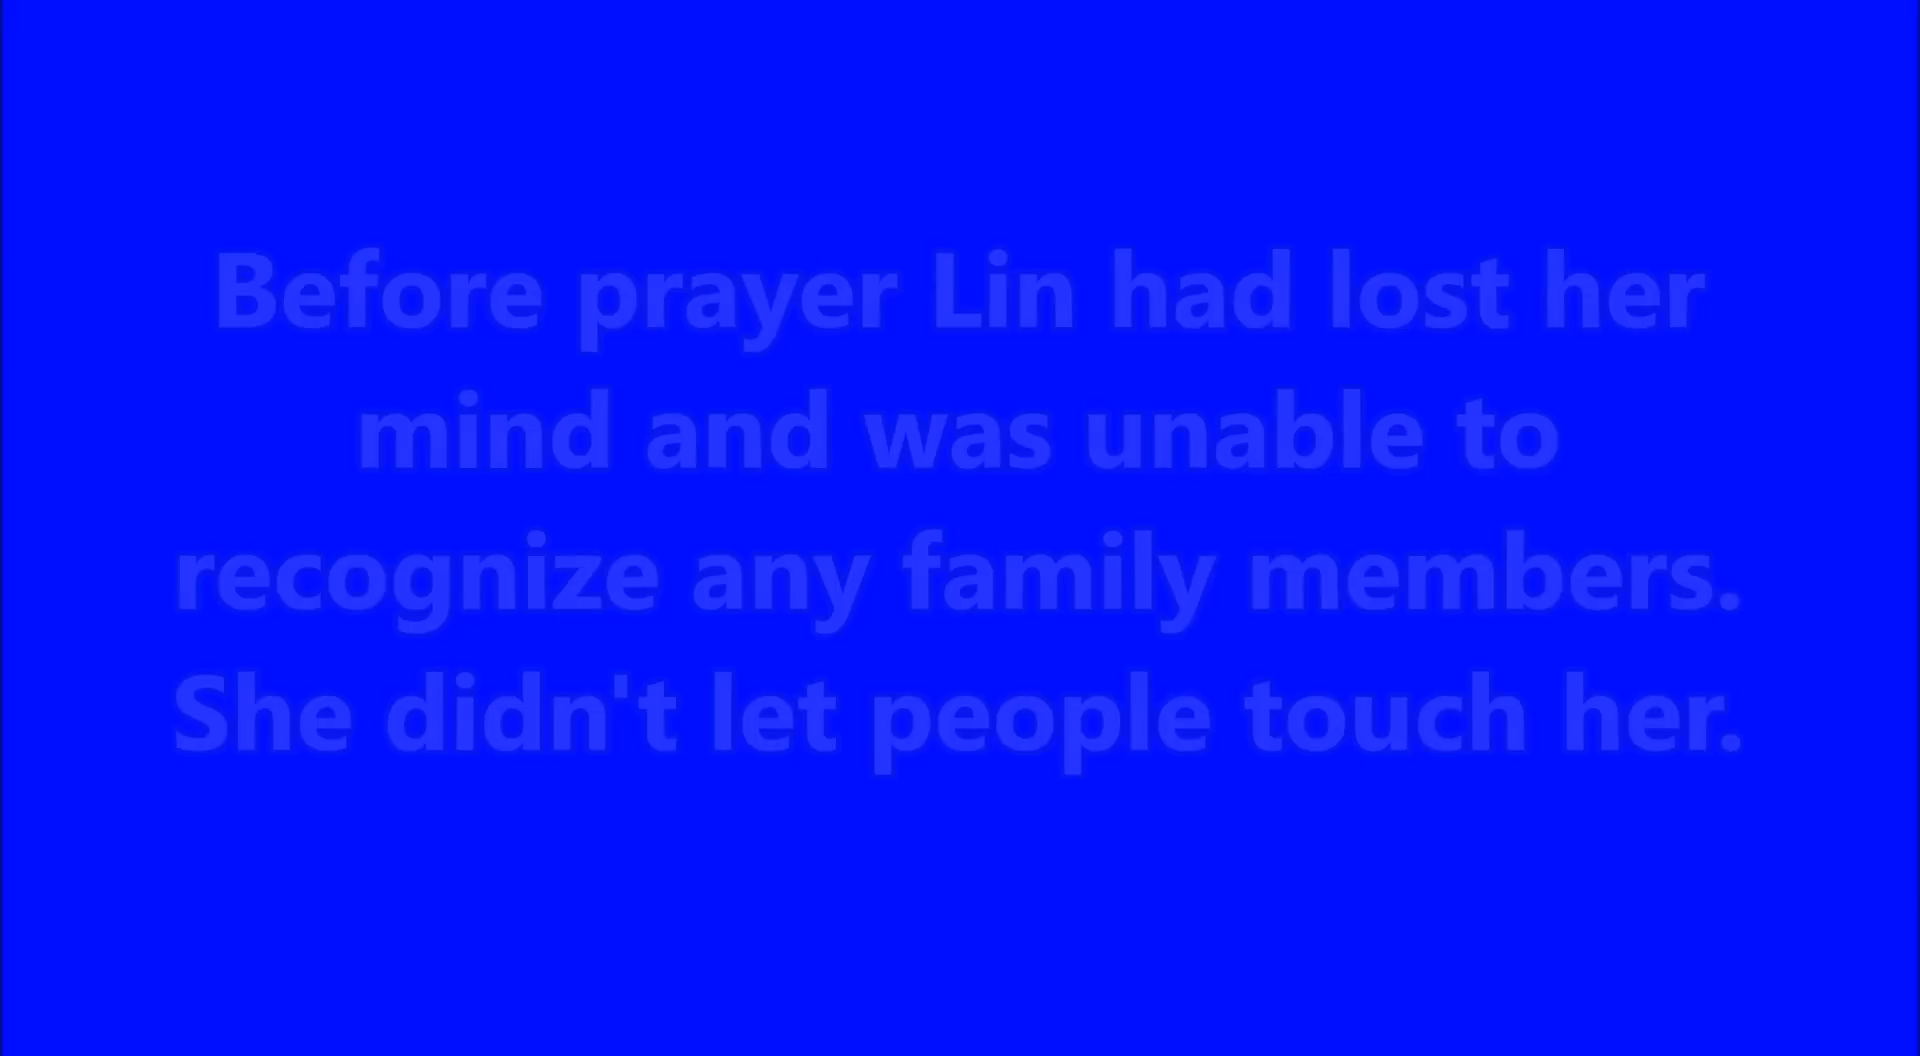 Before prayer Lin had lost her
mind and was unable to
recognize any family members.
She didn't let people touch her.